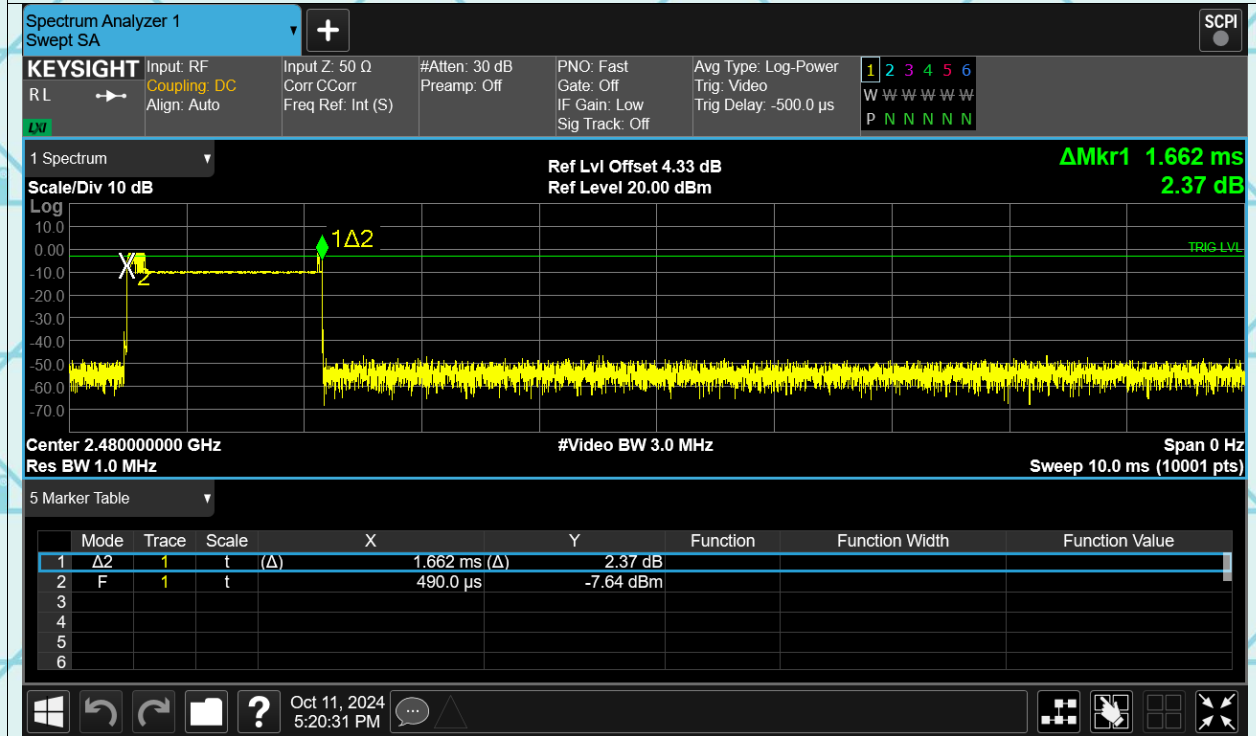 Spectrum Analyzer 1
Swept SA
+
SCPI
KEYSIGHT
RL
LXI
Input: RF
Coupling: DC
Align: Auto
Input Z: 50 Ω
Corr CCorr
Freq Ref: Int (S)
#Atten: 30 dB
Preamp: Off
PNO: Fast
Gate: Off
IF Gain: Low
Sig Track: Off
Avg Type: Log-Power
Trig: Video
Trig Delay: -500.0 µs
1 2 3 4 5 6
W W W W W W
P N N N N N
1 Spectrum
Scale/Div 10 dB
Ref Lvl Offset 4.33 dB
Ref Level 20.00 dBm
ΔMkr1 1.662 ms
2.37 dB
Log
10.0
0.00
-10.0
-20.0
-30.0
-40.0
-50.0
-60.0
-70.0
1Δ2
X
2
TRIG LVL
Center 2.480000000 GHz
#Video BW 3.0 MHz
Span 0 Hz
Res BW 1.0 MHz
Sweep 10.0 ms (10001 pts)
5 Marker Table
Mode Trace Scale X Y Function Function Width Function Value
1 Δ2 1 t (Δ) 1.662 ms (Δ) 2.37 dB
2 F 1 t 490.0 µs -7.64 dBm
3
4
5
6
?
Oct 11, 2024
5:20:31 PM